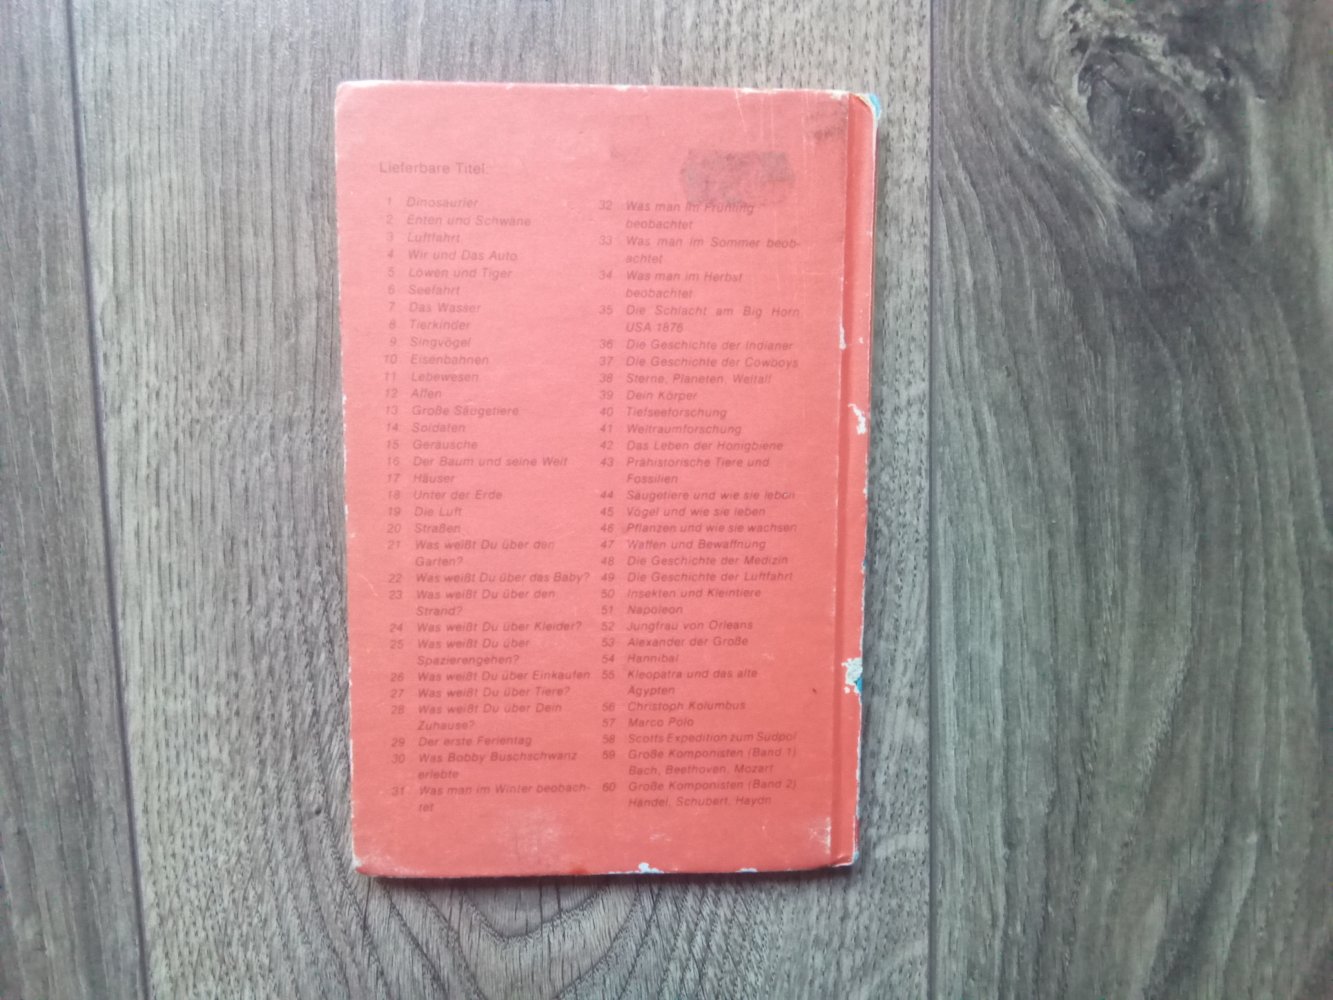 Lieferbare Titel:
1 Dinosaurier
2 Enten und Schwäne
3 Luftfahrt
4 Wir und Das Auto
5 Löwen und Tiger
6 Seefahrt
7 Das Wasser
8 Tierkinder
9 Singvögel
10 Eisenbahnen
11 Lebewesen
12 Affen
13 Große Säugetiere
14 Soldaten
15 Geräusche
16 Der Baum und seine Welt
17 Häuser
18 Unter der Erde
19 Die Luft
20 Straßen
21 Was weißt Du über den
Garten?
22 Was weißt Du über das Baby?
23 Was weißt Du über den
Strand?
24 Was weißt Du über Kleider?
25 Was weißt Du über
Spazierengehen?
26 Was weißt Du über Einkaufen
27 Was weißt Du über Tiere?
28 Was weißt Du über Dein
Zuhause?
29 Der erste Ferientag
30 Was Bobby Buschschwanz
erlebte
31 Was man im Winter beobach-
tet
32 Was man im Frühling
beobachtet
33 Was man im Sommer beob-
achtet
34 Was man im Herbst
beobachtet
35 Die Schlacht am Big Horn
USA 1876
36 Die Geschichte der Indianer
37 Die Geschichte der Cowboys
38 Sterne, Planeten, Weltall
39 Dein Körper
40 Tiefseeforschung
41 Weltraumforschung
42 Das Leben der Honigbiene
43 Prähistorische Tiere und
Fossilien
44 Säugetiere und wie sie leben
45 Vögel und wie sie leben
46 Pflanzen und wie sie wachsen
47 Waffen und Bewaffnung
48 Die Geschichte der Medizin
49 Die Geschichte der Luftfahrt
50 Insekten und Kleintiere
51 Napoleon
52 Jungfrau von Orleans
53 Alexander der Große
54 Hannibal
55 Kleopatra und das alte
Ägypten
56 Christoph Kolumbus
57 Marco Polo
58 Scotts Expedition zum Südpol
59 Große Komponisten (Band 1)
Bach, Beethoven, Mozart
60 Große Komponisten (Band 2)
Händel, Schubert, Haydn